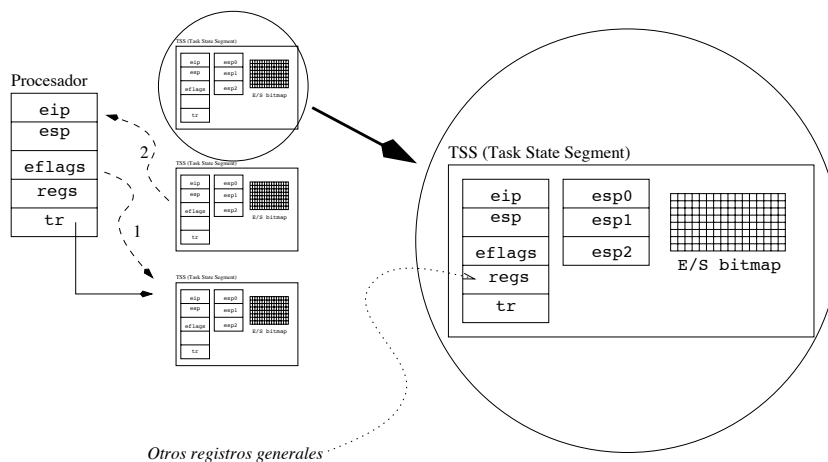 TSS (Task State Segment)
eip
esp
eflags
tr
esp0
esp1
esp2
E/S bitmap
Procesador
eip
esp
eflags
regs
tr
2
1
TSS (Task State Segment)
eip
esp
eflags
tr
esp0
esp1
esp2
E/S bitmap
TSS (Task State Segment)
eip
esp
eflags
tr
esp0
esp1
esp2
E/S bitmap
TSS (Task State Segment)
eip
esp
eflags
regs
tr
esp0
esp1
esp2
E/S bitmap
Otros registros generales